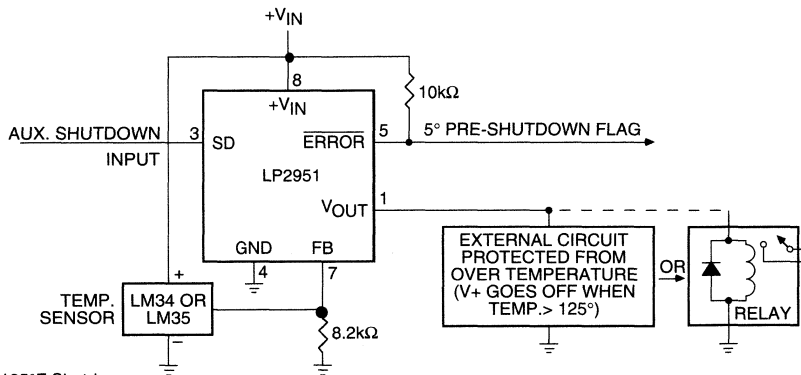 +VIN
8
+VIN
10kΩ
AUX. SHUTDOWN
INPUT
3
SD
ERROR
5
5° PRE-SHUTDOWN FLAG
LP2951
VOUT
1
GND
FB
4
7
TEMP.
SENSOR
+
LM34 OR
LM35
−
8.2kΩ
EXTERNAL CIRCUIT
PROTECTED FROM
OVER TEMPERATURE
(V+ GOES OFF WHEN
TEMP.> 125°)
OR
RELAY